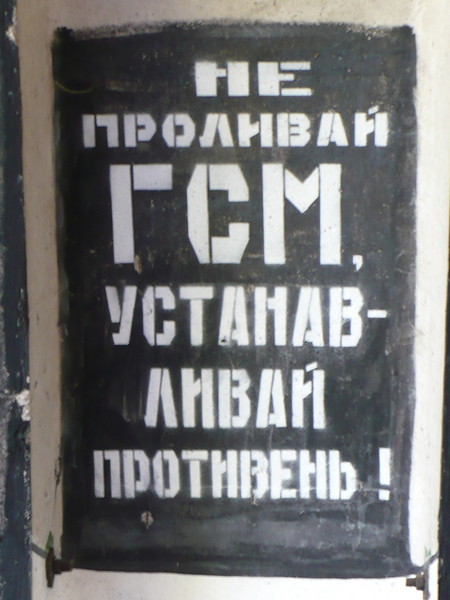 НЕ
ПРОЛИВАЙ
ГСМ,
УСТАНАВ-
ЛИВАЙ
ПРОТИВЕНЬ!